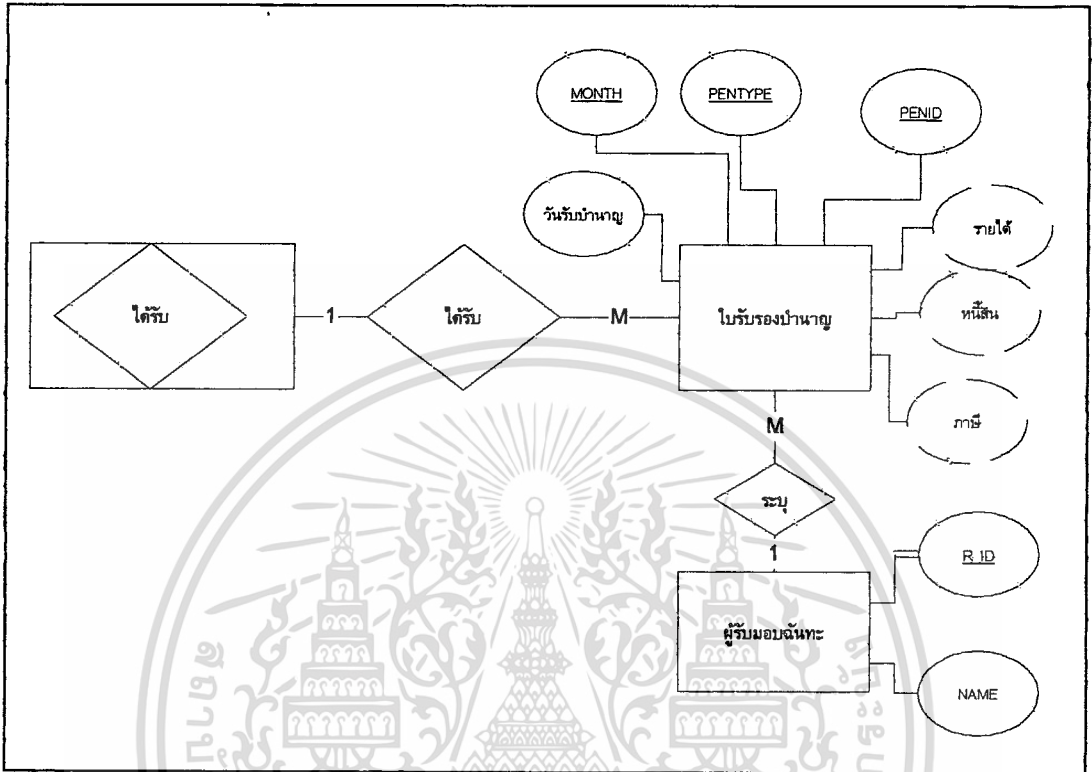 MONTH
PENTYPE
PENID
วันรับบำนาญ
รายได้
ได้รับ
1
ได้รับ
M
ใบรับรองบำนาญ
หนี้สิน
ภาษี
M
ระบุ
1
ผู้รับมอบฉันทะ
R_ID
NAME